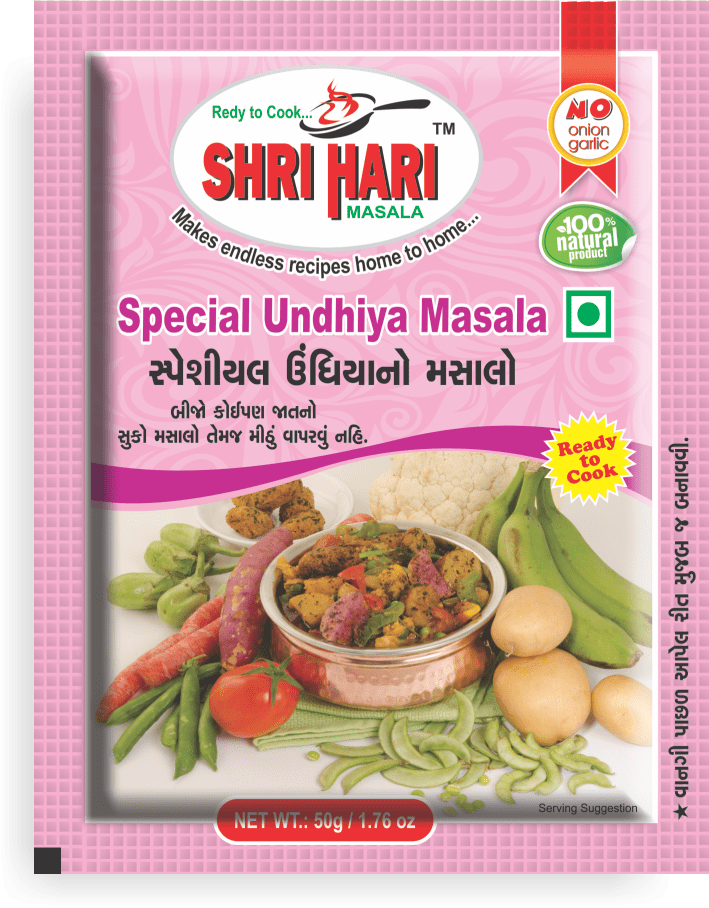 Redy to Cook...
SHRI HARI
TM
MASALA
Makes endless recipes home to home...
NO
onion
garlic
100%
natural
product
Special Undhiya Masala
સ્પેશીયલ ઉંધિયાનો મસાલો
બીજો કોઈપણ જાતનો
સુકો મસાલો તેમજ મીઠું વાપરવું નહિ.
Ready
to
Cook
★ વાનગી પાછળ આપેલ રીત મુજબ જ બનાવવી.
Serving Suggestion
NET WT.: 50g / 1.76 oz